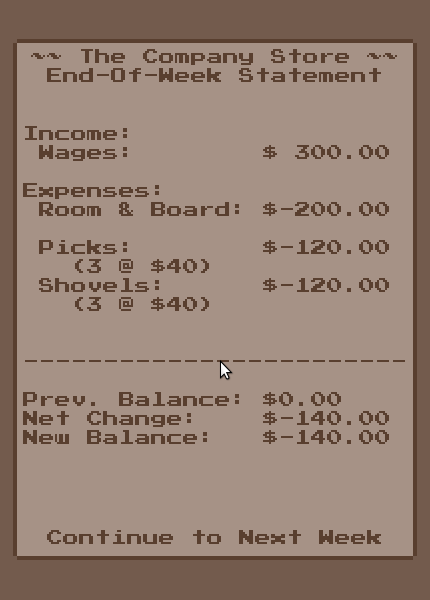 ~~ The Company Store ~~
End-Of-Week Statement
Income:
Wages: $ 300.00
Expenses:
Room & Board: $-200.00
Picks: $-120.00
(3 @ $40)
Shovels: $-120.00
(3 @ $40)
-------------------------
Prev. Balance: $0.00
Net Change: $-140.00
New Balance: $-140.00
Continue to Next Week